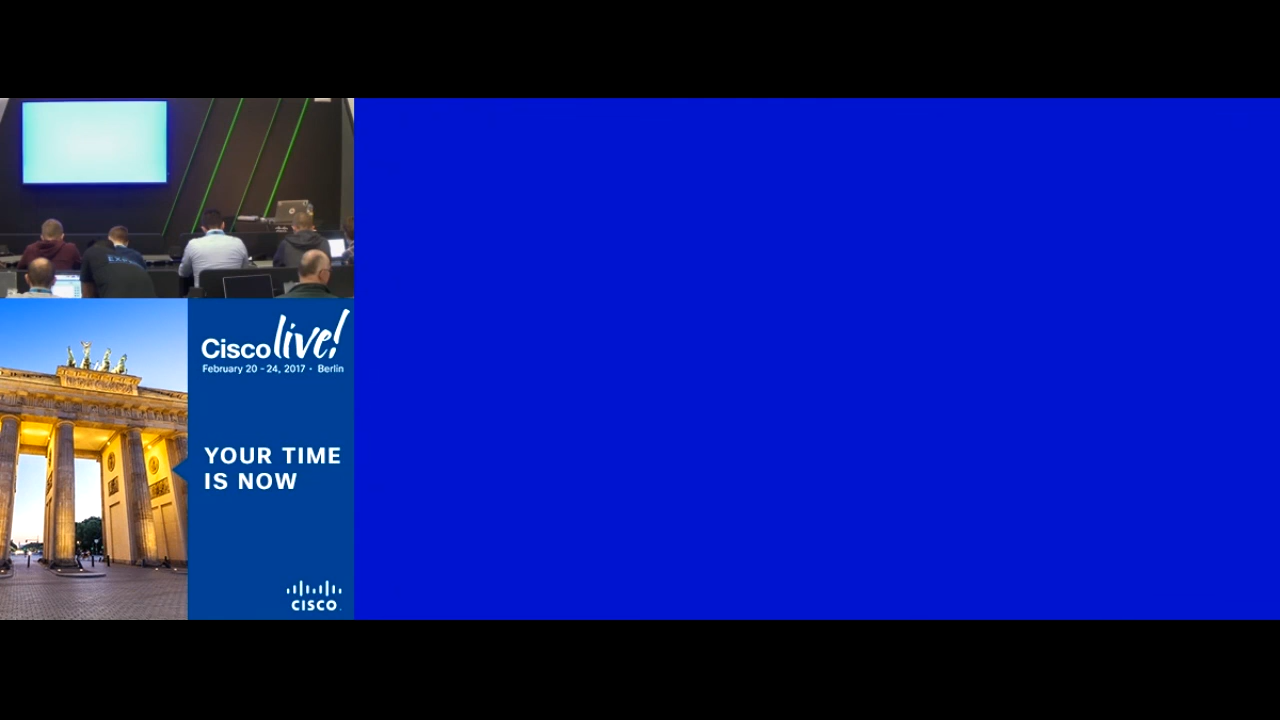 Cisco live!
February 20 - 24, 2017 • Berlin
YOUR TIME
IS NOW
CISCO